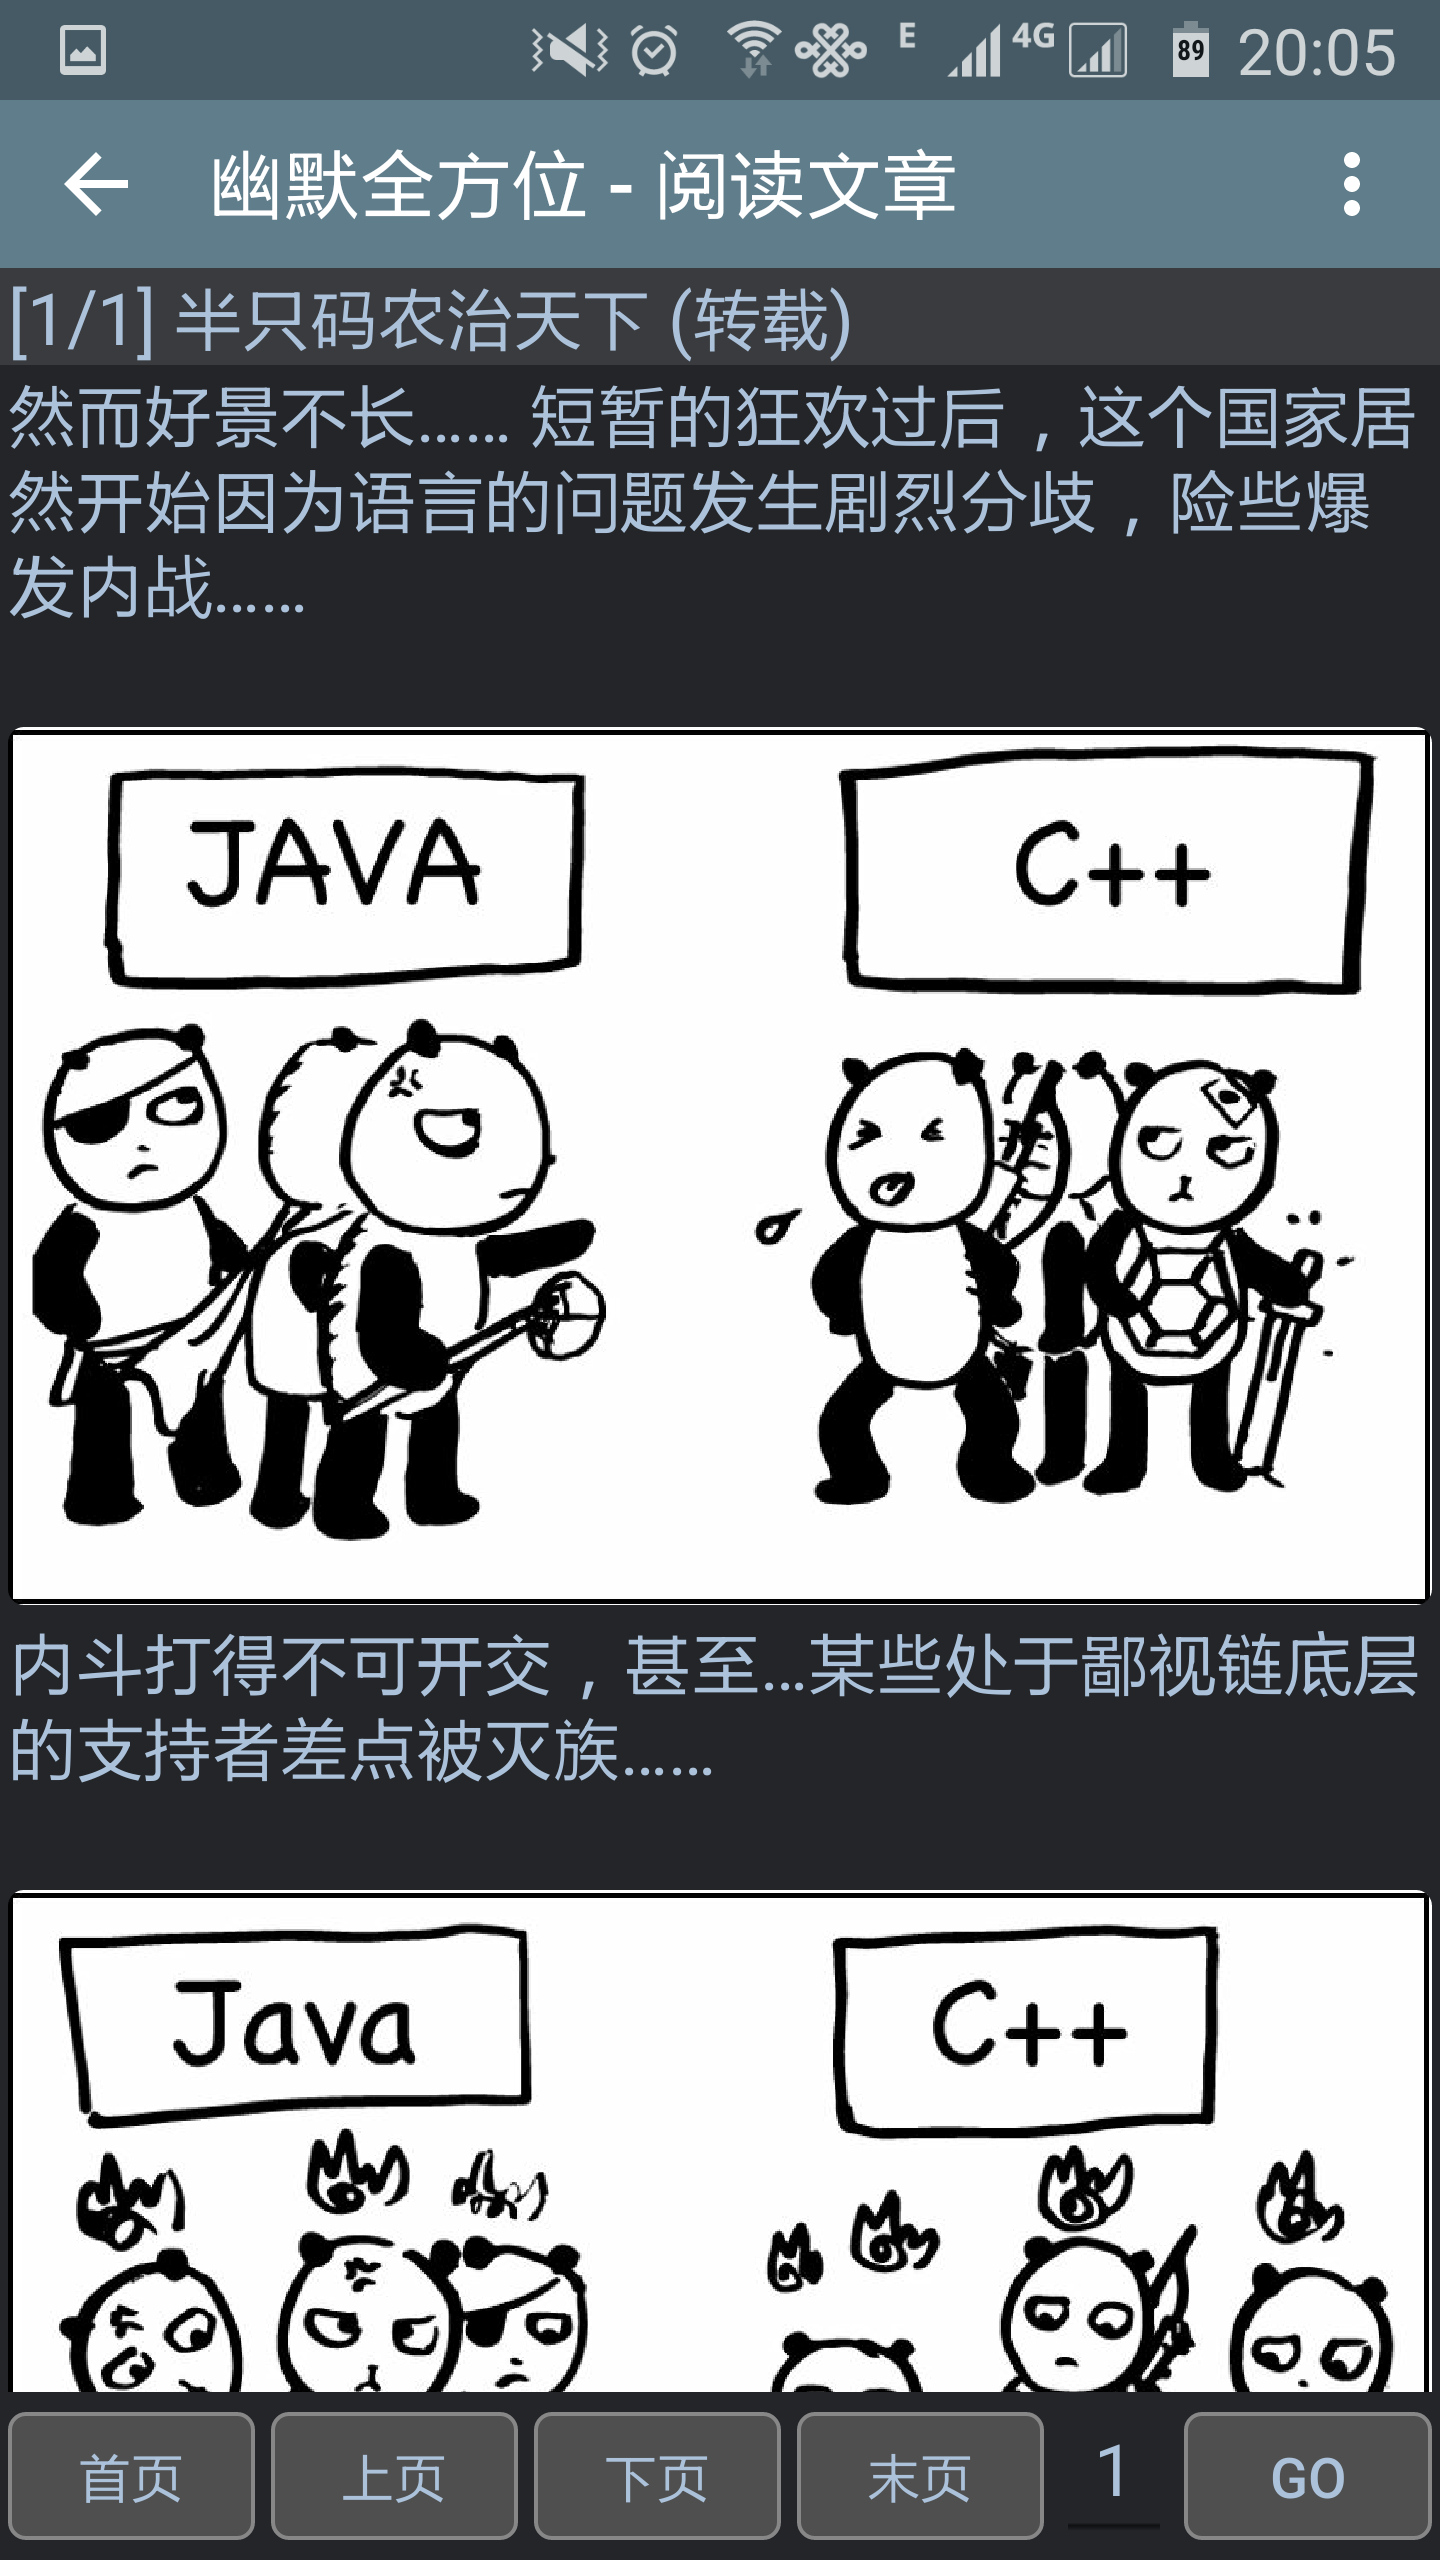 E 4G 89 20:05
幽默全方位 - 阅读文章
[1/1] 半只码农治天下 (转载)
然而好景不长...... 短暂的狂欢过后，这个国家居
然开始因为语言的问题发生剧烈分歧，险些爆
发内战......
JAVA C++
内斗打得不可开交，甚至...某些处于鄙视链底层
的支持者差点被灭族......
Java C++
首页 上页 下页 末页 1 GO